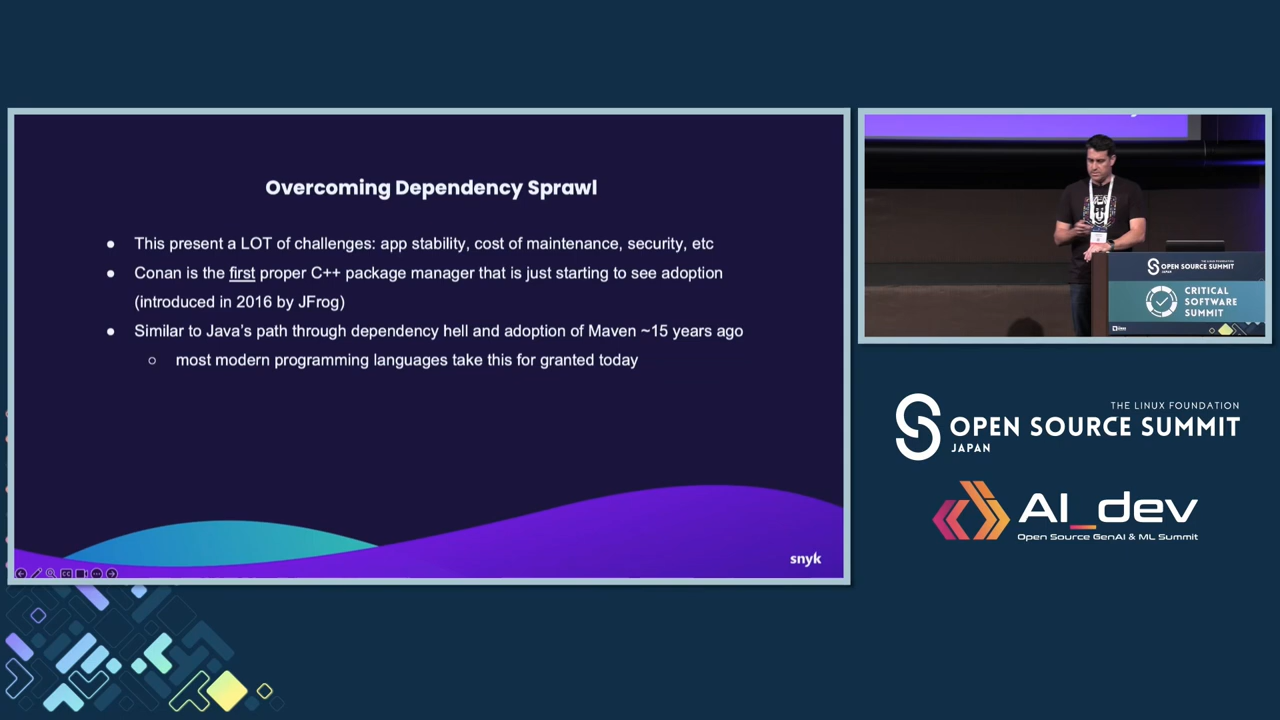 Overcoming Dependency Sprawl
● This present a LOT of challenges: app stability, cost of maintenance, security, etc
● Conan is the first proper C++ package manager that is just starting to see adoption
(introduced in 2016 by JFrog)
● Similar to Java's path through dependency hell and adoption of Maven ~15 years ago
○ most modern programming languages take this for granted today
snyk
OPEN SOURCE SUMMIT
JAPAN
CRITICAL
SOFTWARE
SUMMIT
THE LINUX FOUNDATION
OPEN SOURCE SUMMIT
JAPAN
AI_dev
Open Source GenAI & ML Summit